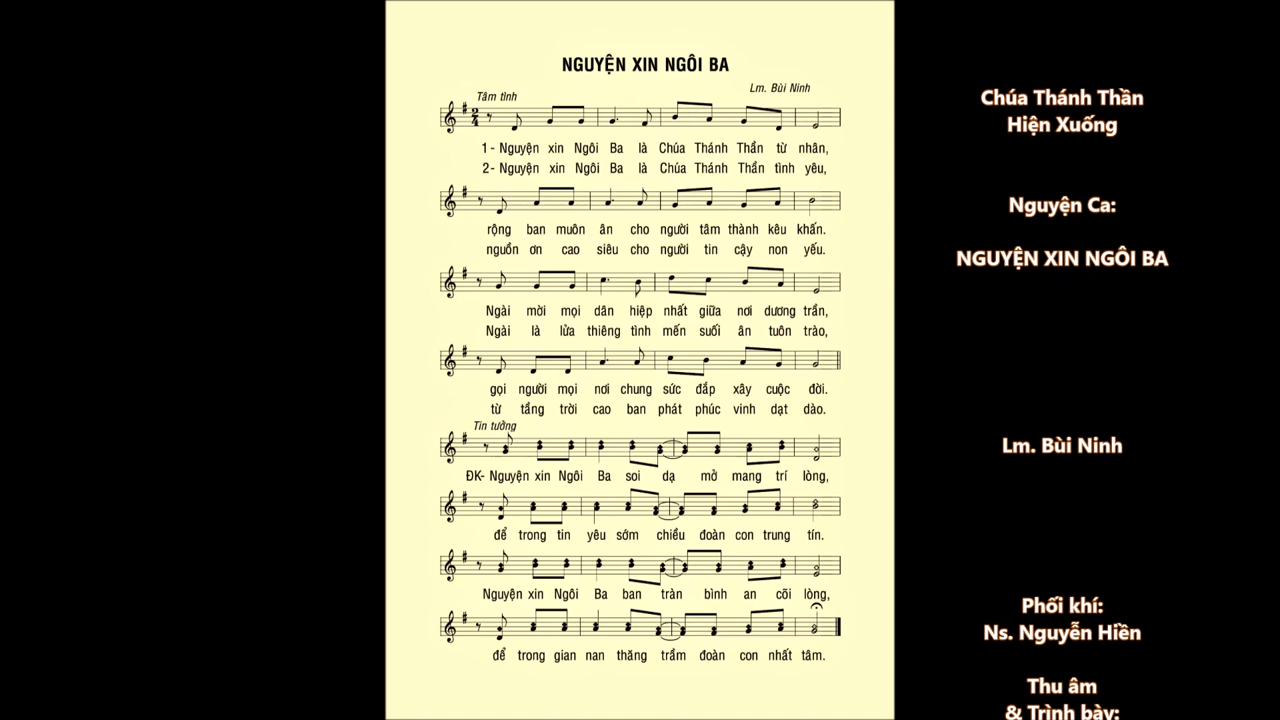 NGUYỆN XIN NGÔI BA
Tâm tình
Lm. Bùi Ninh
1- Nguyện xin Ngôi Ba là Chúa Thánh Thần từ nhân,
2- Nguyện xin Ngôi Ba là Chúa Thánh Thần tình yêu,
rộng ban muôn ân cho người tâm thành kêu khấn.
nguồn ơn cao siêu cho người tin cậy non yếu.
Ngài mời mọi dân hiệp nhất giữa nơi dương trần,
Ngài là lửa thiêng tình mến suối ân tuôn trào,
gọi người mọi nơi chung sức đắp xây cuộc đời.
từ tầng trời cao ban phát phúc vinh dạt dào.
Tin tưởng
ĐK- Nguyện xin Ngôi Ba soi dạ mở mang trí lòng,
để trong tin yêu sớm chiều đoàn con trung tín.
Nguyện xin Ngôi Ba ban tràn bình an cõi lòng,
để trong gian nan thăng trầm đoàn con nhất tâm.
Chúa Thánh Thần
Hiện Xuống
Nguyện Ca:
NGUYỆN XIN NGÔI BA
Lm. Bùi Ninh
Phối khí:
Ns. Nguyễn Hiền
Thu âm
& Trình bày: